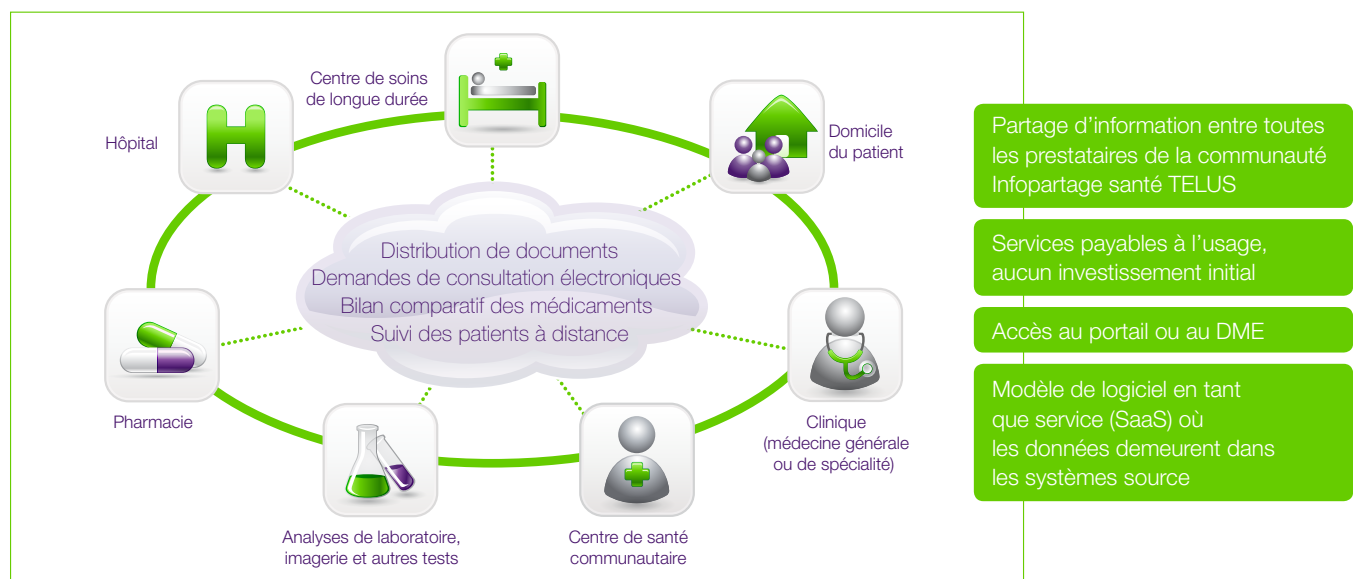 Centre de soins
de longue durée
Hôpital
Domicile
du patient
Distribution de documents
Demandes de consultation électroniques
Bilan comparatif des médicaments
Suivi des patients à distance
Pharmacie
Clinique
(médecine générale
ou de spécialité)
Analyses de laboratoire,
imagerie et autres tests
Centre de santé
communautaire
Partage d’information entre toutes
les prestataires de la communauté
Infopartage santé TELUS
Services payables à l’usage,
aucun investissement initial
Accès au portail ou au DME
Modèle de logiciel en tant
que service (SaaS) où
les données demeurent dans
les systèmes source